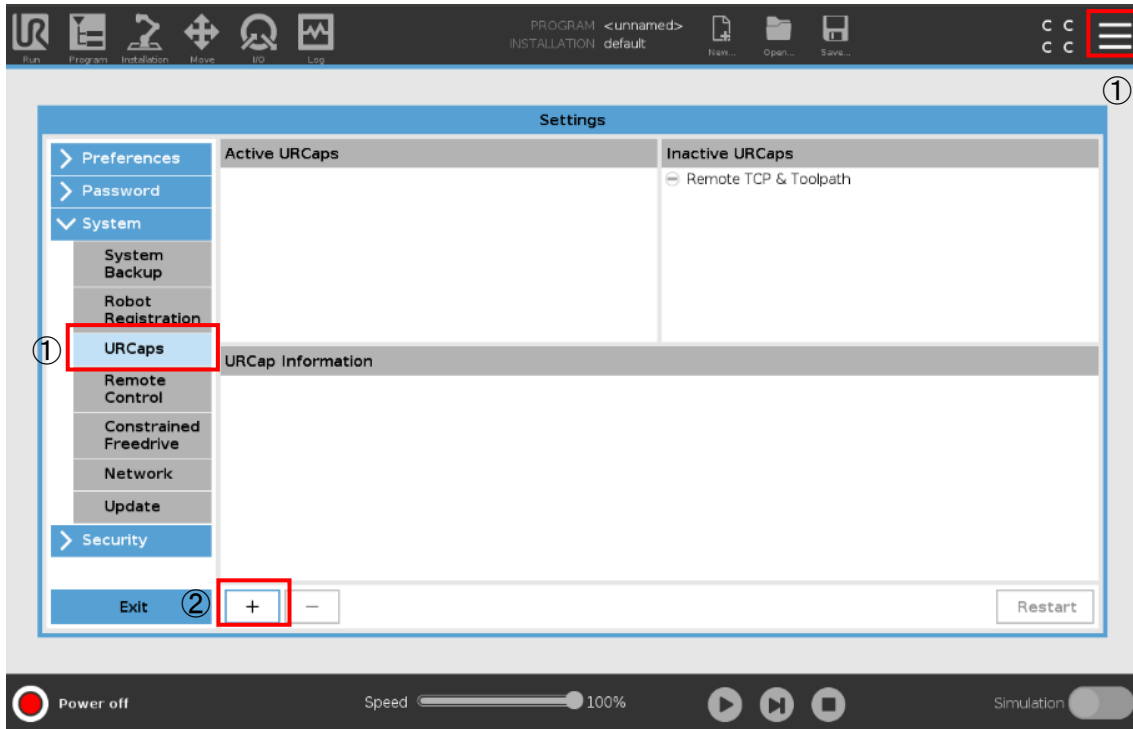 UR
PROGRAM <unnamed>
INSTALLATION default
Run
Program
Installation
Move
I/O
Log
New...
Open...
Save...
C C
C C
①
Settings
Preferences
Password
System
System
Backup
Robot
Registration
①
URCaps
Remote
Control
Constrained
Freedrive
Network
Update
Security
Exit
Active URCaps
Inactive URCaps
Remote TCP & Toolpath
URCap Information
②
+
−
Restart
Power off
Speed
100%
Simulation